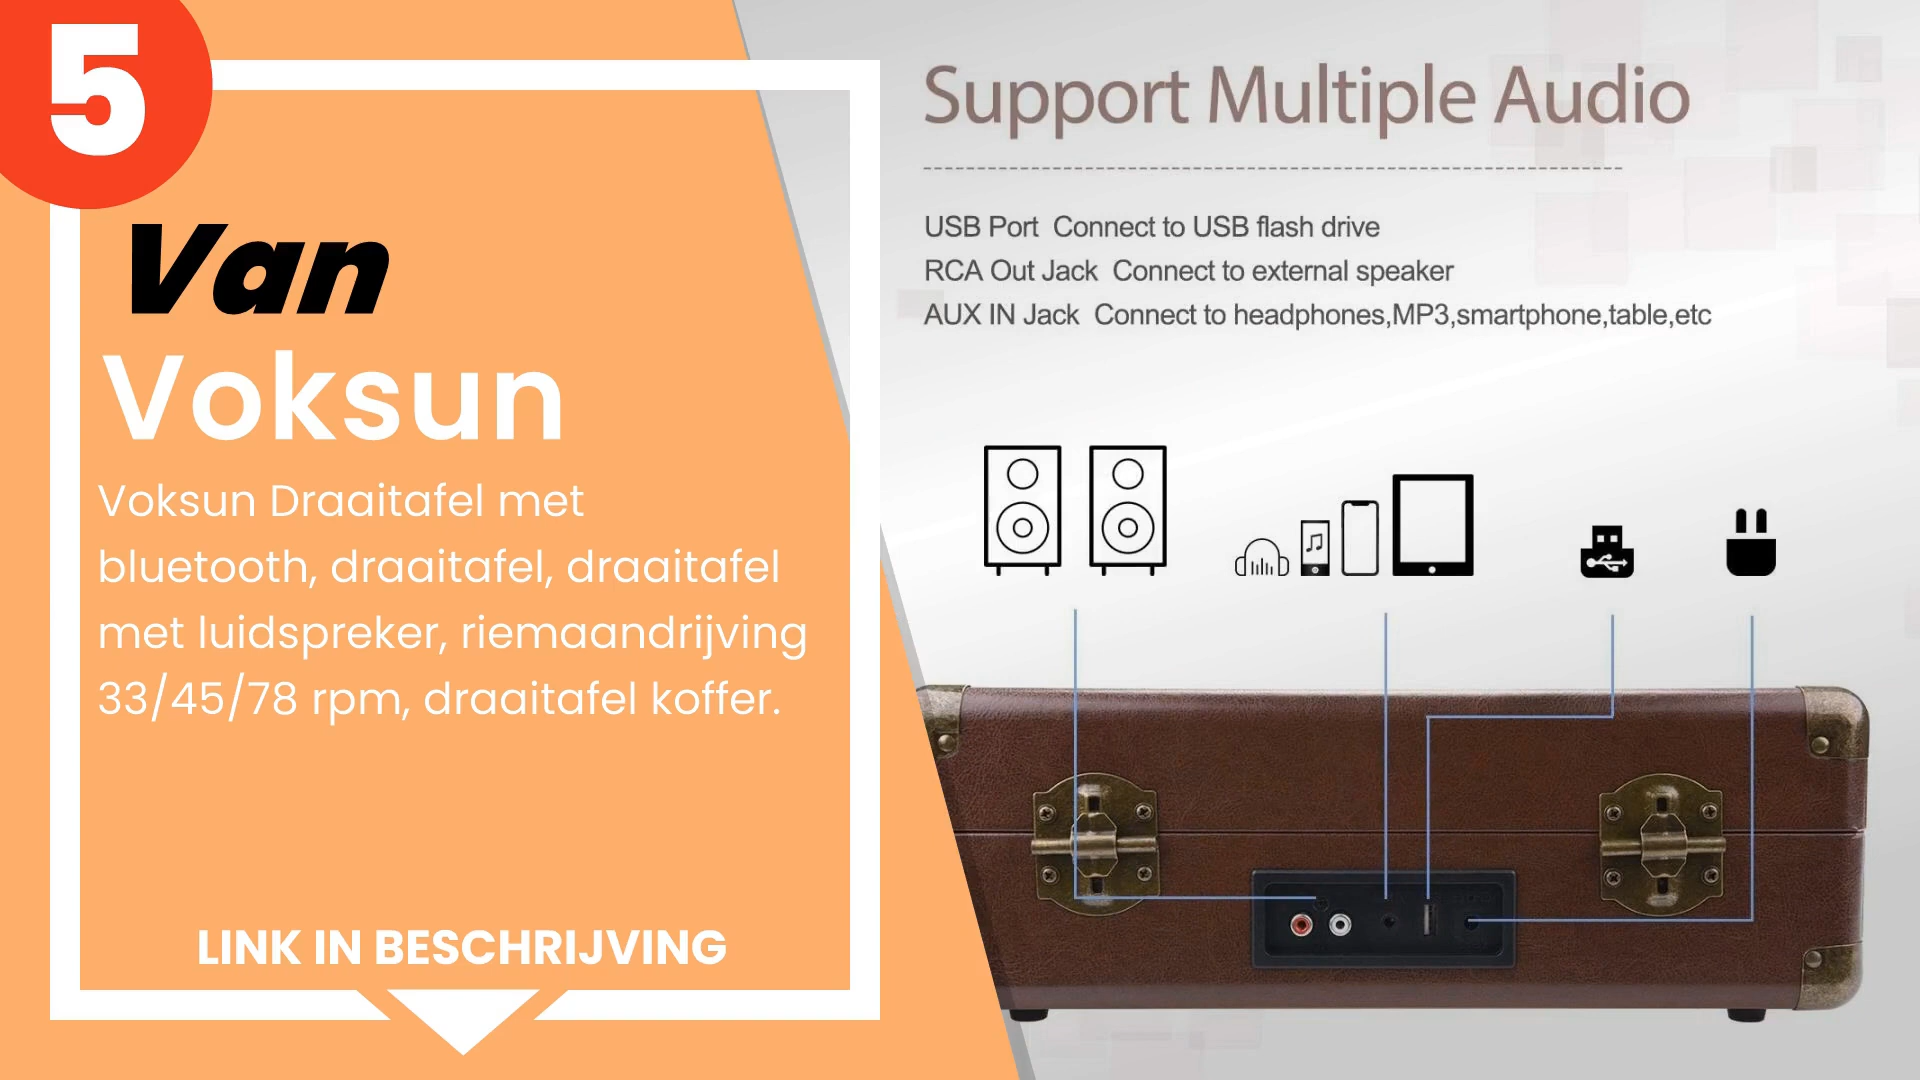 5
Van
Voksun
Voksun Draaitafel met
bluetooth, draaitafel, draaitafel
met luidspreker, riemaandrijving
33/45/78 rpm, draaitafel koffer.
LINK IN BESCHRIJVING
Support Multiple Audio
USB Port Connect to USB flash drive
RCA Out Jack Connect to external speaker
AUX IN Jack Connect to headphones,MP3,smartphone,table,etc